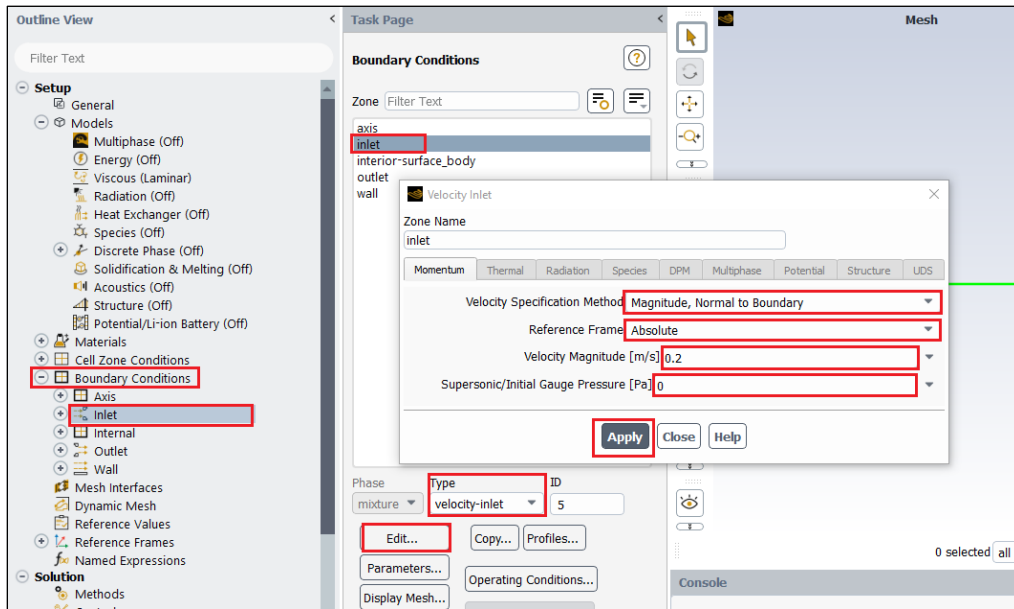 Outline View
Filter Text
Setup
General
Models
Multiphase (Off)
Energy (Off)
Viscous (Laminar)
Radiation (Off)
Heat Exchanger (Off)
Species (Off)
Discrete Phase (Off)
Solidification & Melting (Off)
Acoustics (Off)
Structure (Off)
Potential/Li-ion Battery (Off)
Materials
Cell Zone Conditions
Boundary Conditions
Axis
Inlet
Internal
Outlet
Wall
Mesh Interfaces
Dynamic Mesh
Reference Values
Reference Frames
Named Expressions
Solution
Methods
Task Page
Boundary Conditions
Zone Filter Text
axis
inlet
interior-surface_body
outlet
wall
Velocity Inlet
Zone Name
inlet
Momentum Thermal Radiation Species DPM Multiphase Potential Structure UDS
Velocity Specification Method Magnitude, Normal to Boundary
Reference Frame Absolute
Velocity Magnitude [m/s] 0.2
Supersonic/Initial Gauge Pressure [Pa] 0
Apply Close Help
Phase Type ID
mixture velocity-inlet 5
Edit... Copy... Profiles...
Parameters... Operating Conditions...
Display Mesh...
Mesh
0 selected all
Console